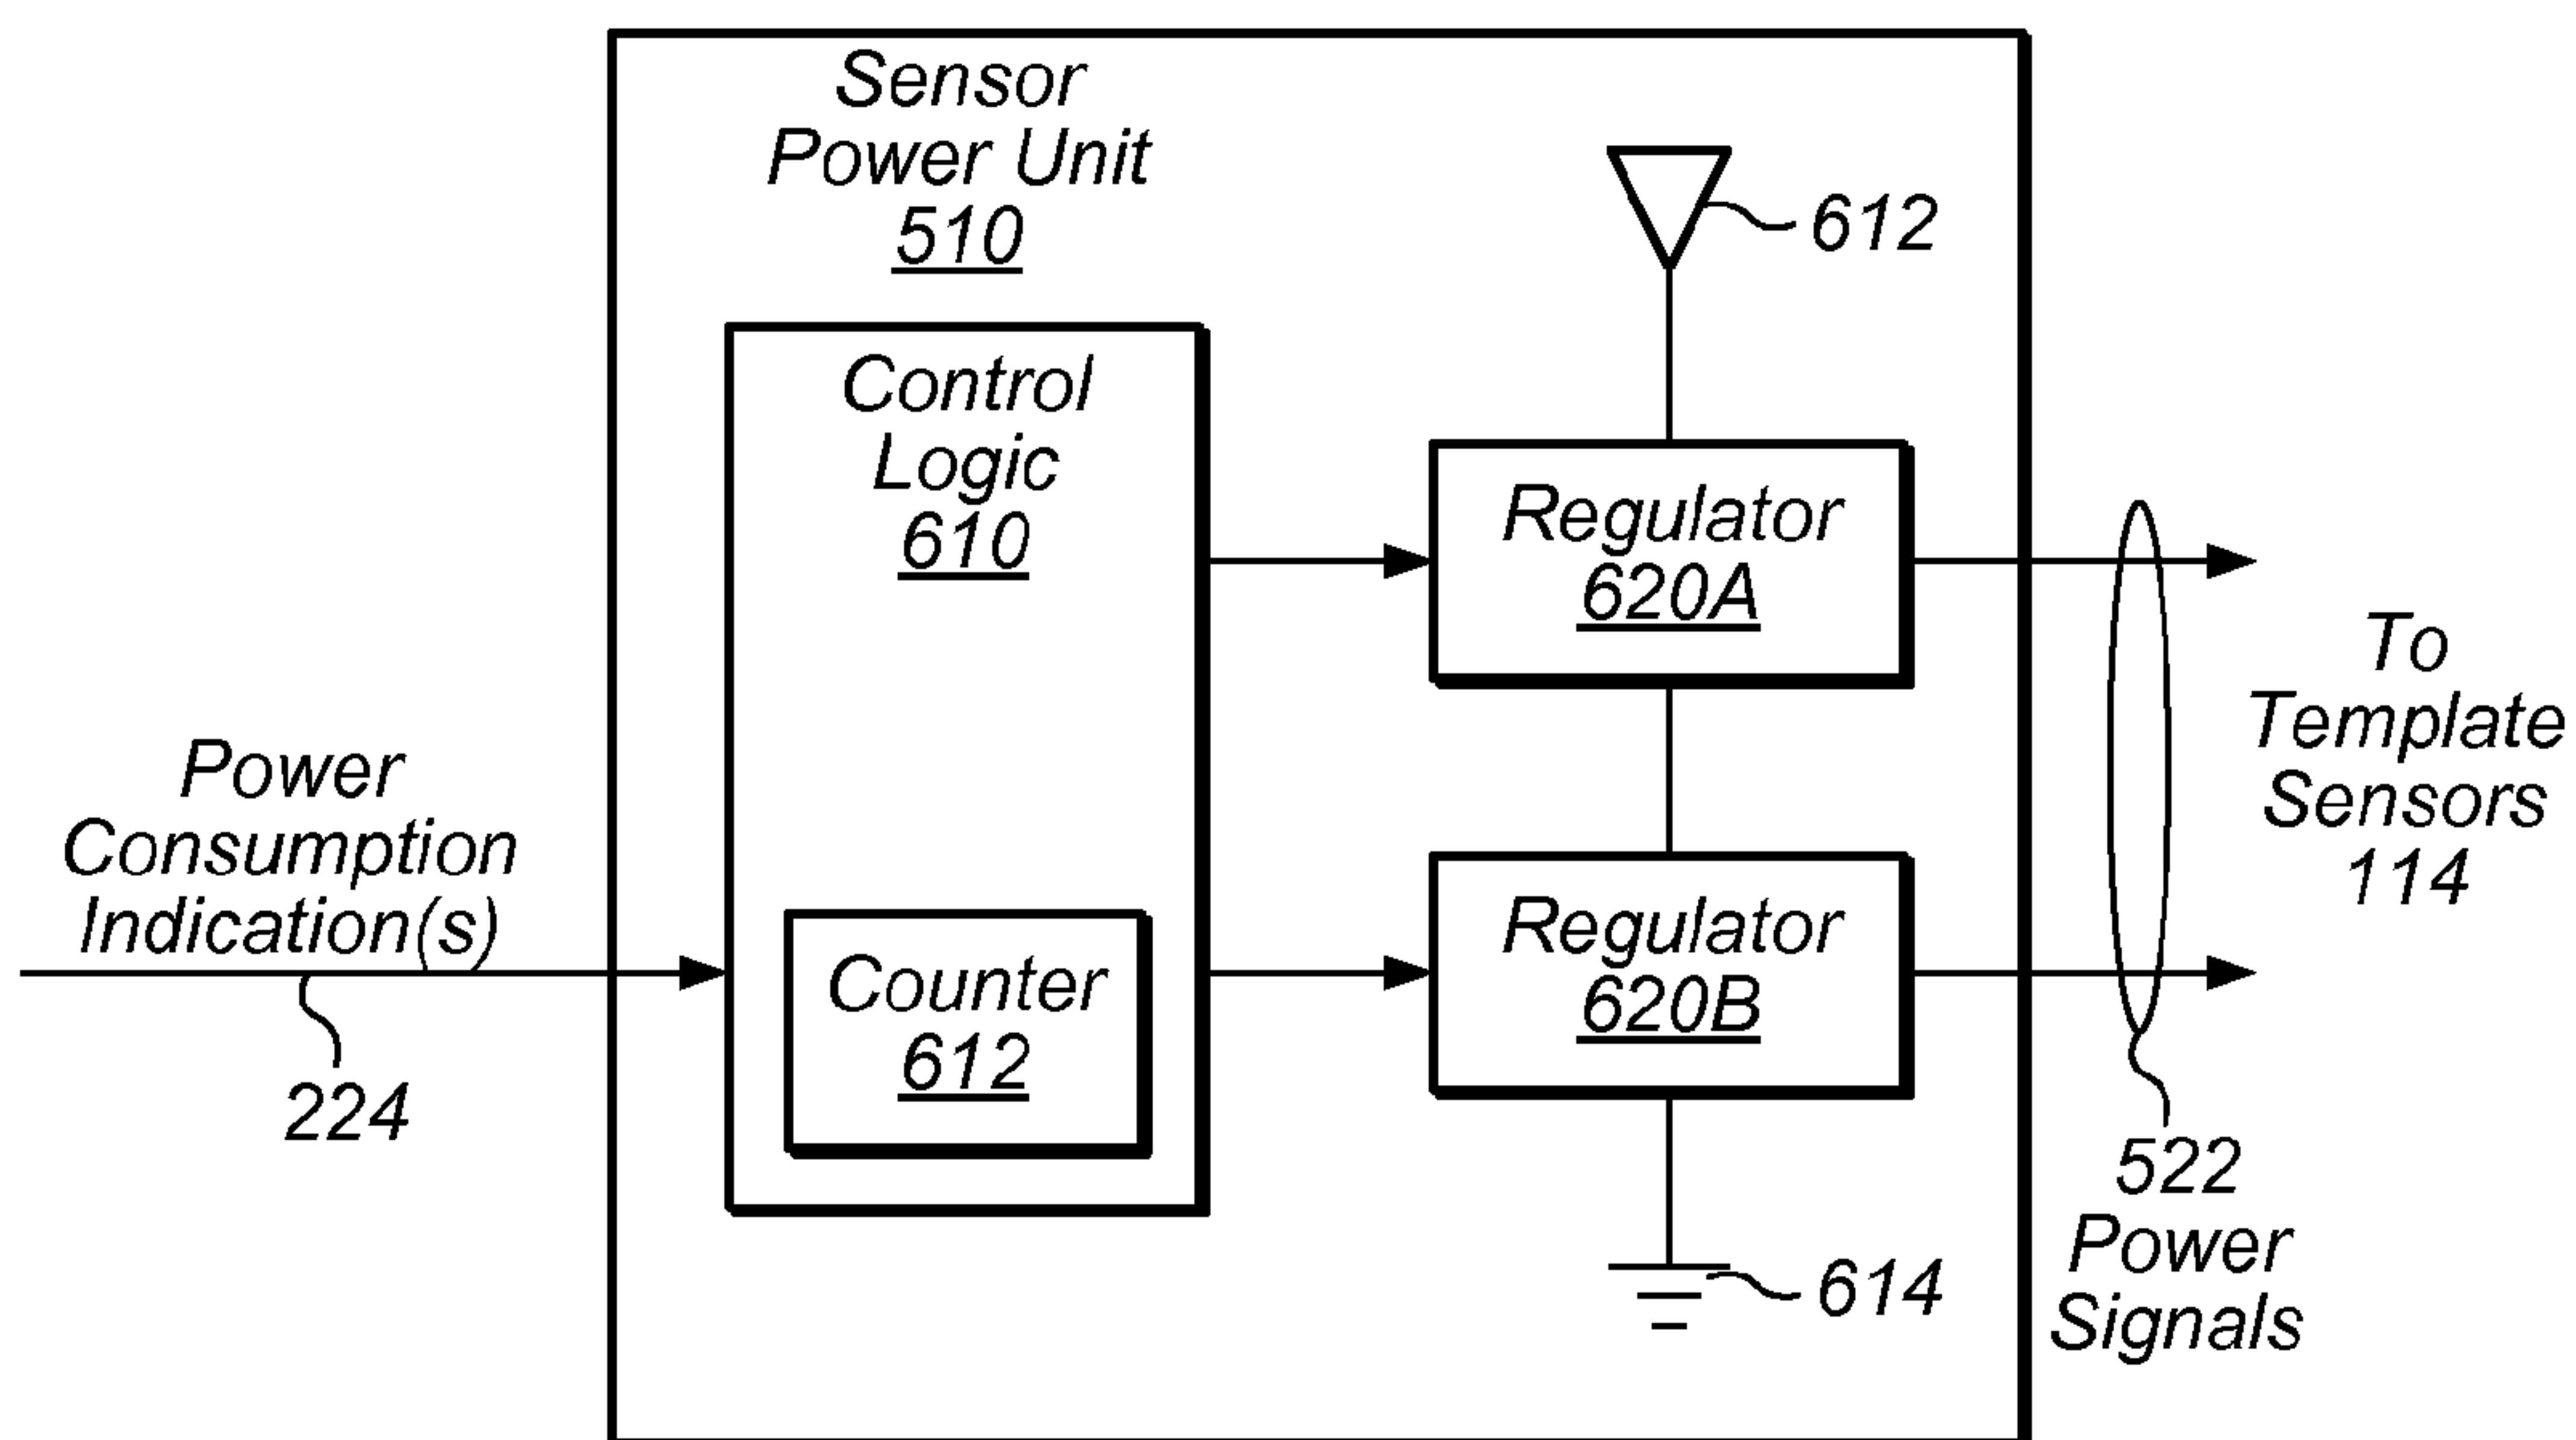 Sensor
Power Unit
510
612
Control
Logic
610
Regulator
620A
To
Template
Sensors
114
Power
Consumption
Indication(s)
224
Counter
612
Regulator
620B
522
Power
Signals
614